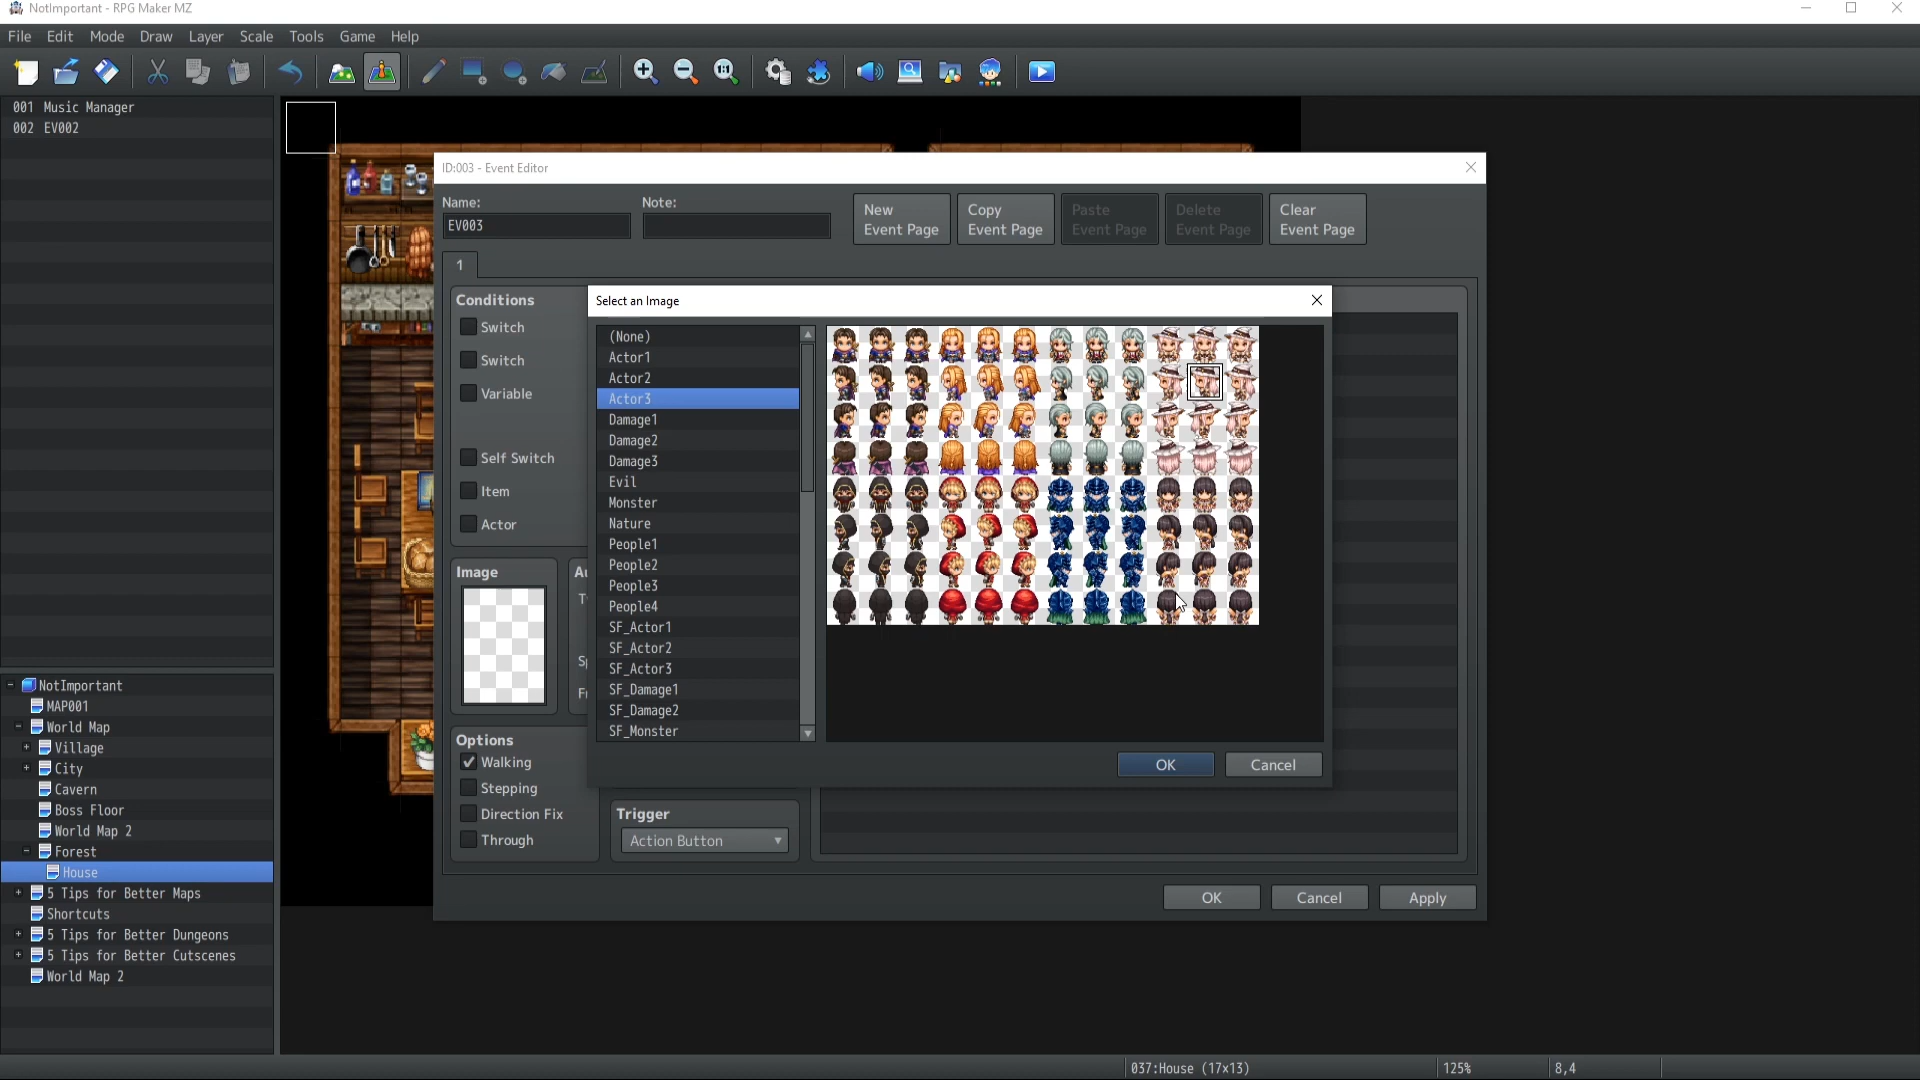 NotImportant - RPG Maker MZ
File Edit Mode Draw Layer Scale Tools Game Help
1:1
001 Music Manager
002 EV002
ID:003 - Event Editor
Name:
Note:
EV003
New Event Page
Copy Event Page
Paste Event Page
Delete Event Page
Clear Event Page
1
Conditions
Switch
Switch
Variable
Self Switch
Item
Actor
Image
Au
Ty
Sp
Fr
Options
Walking
Stepping
Direction Fix
Through
Trigger
Action Button
OK Cancel Apply
Select an Image
(None)
Actor1
Actor2
Actor3
Damage1
Damage2
Damage3
Evil
Monster
Nature
People1
People2
People3
People4
SF_Actor1
SF_Actor2
SF_Actor3
SF_Damage1
SF_Damage2
SF_Monster
OK Cancel
NotImportant
MAP001
World Map
Village
City
Cavern
Boss Floor
World Map 2
Forest
House
5 Tips for Better Maps
Shortcuts
5 Tips for Better Dungeons
5 Tips for Better Cutscenes
World Map 2
037:House (17x13) 125% 8,4